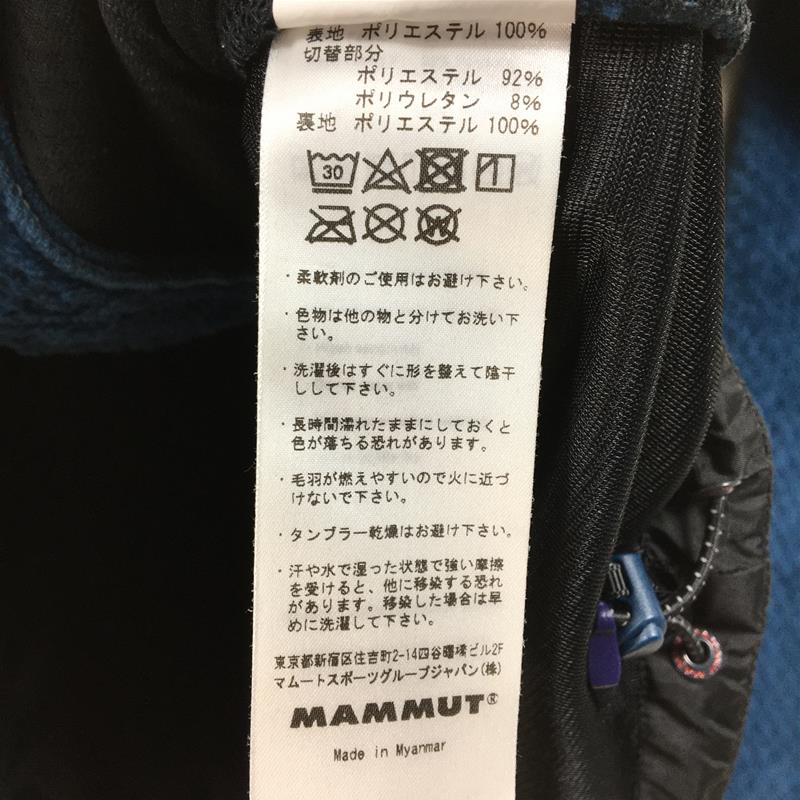 表地 ポリエステル 100%
切替部分
ポリエステル 92%
ポリウレタン 8%
裏地 ポリエステル 100%
30
W
・柔軟剤のご使用はお避け下さい。
・色物は他の物と分けてお洗い下
さい。
・洗濯後はすぐに形を整えて陰干
しして下さい。
・長時間濡れたままにしておくと
色が落ちる恐れがあります。
・毛羽が燃えやすいので火に近づ
けないで下さい。
・タンブラー乾燥はお避け下さい。
・汗や水で湿った状態で強い摩擦
を受けると、他に移染する恐れ
があります。移染した場合は早
めに洗濯して下さい。
東京都新宿区住吉町2-14四谷曙橋ビル2F
マムートスポーツグループジャパン(株)
MAMMUT®
Made in Myanmar